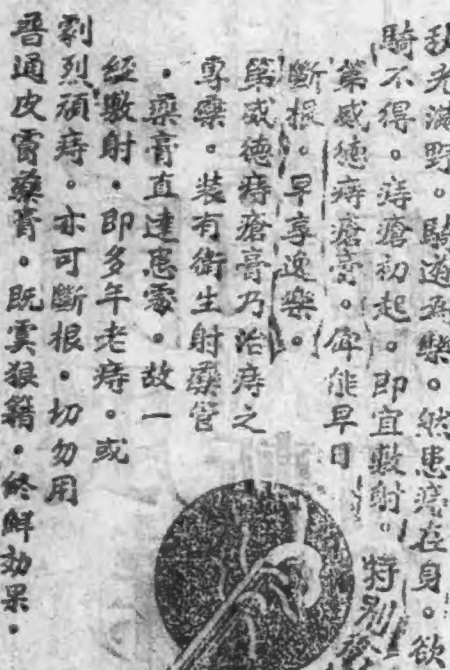 秋光滿野。騎遊為樂。然患痔在身。欲
騎不得。痔瘡初起。即宜敷射。特別
第威德痔瘡膏。俾能早日
斷根。早享逸樂。
第威德痔瘡膏乃治痔之
專藥。裝有衛生射藥管
。藥膏直達患處。故一
經敷射。即多年老痔。或
劇烈頑痔。亦可斷根。切勿用
普通皮膚藥膏。既虞狼籍。終鮮効果。